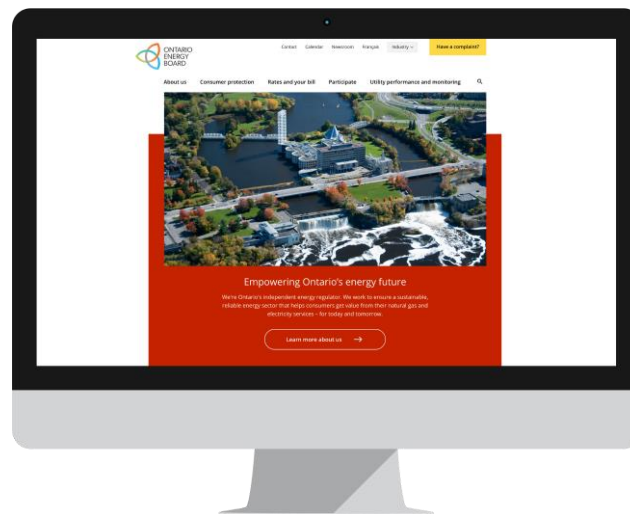 ONTARIO
ENERGY
BOARD
Contact Calendar Newsroom Français Industry
Have a complaint?
About us Consumer protection Rates and your bill Participate Utility performance and monitoring
Empowering Ontario's energy future
We're Ontario's independent energy regulator. We work to ensure a sustainable,
reliable energy sector that helps consumers get value from their natural gas and
electricity services – for today and tomorrow.
Learn more about us